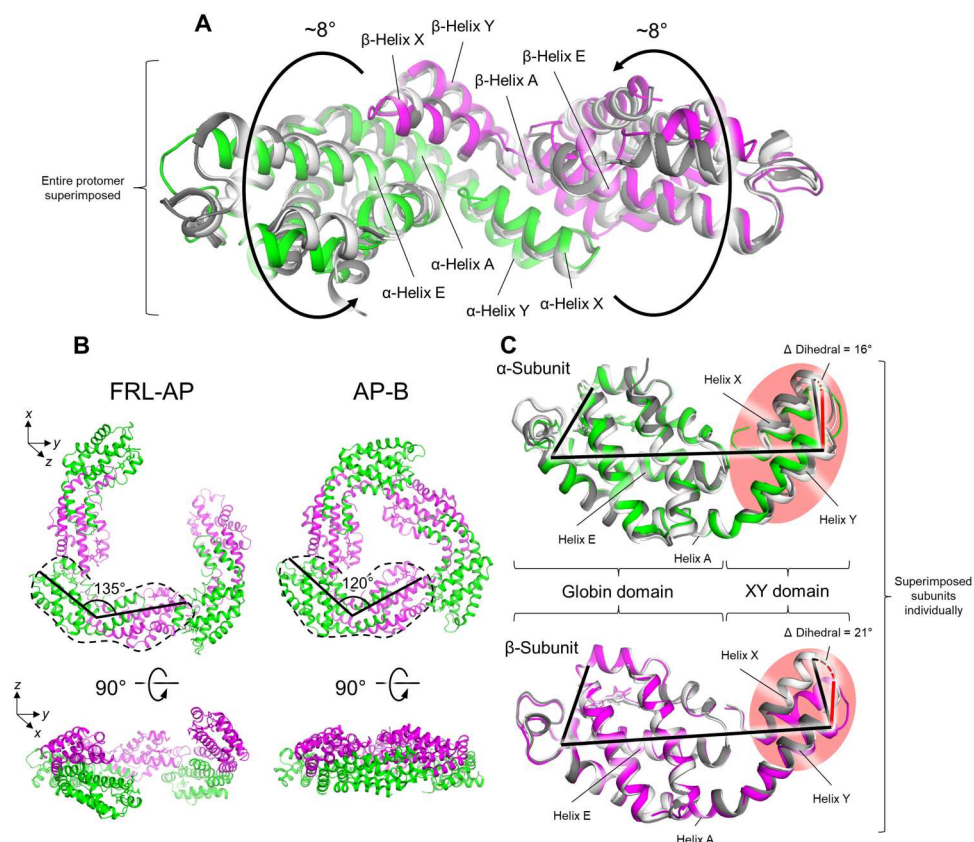 A
~8°
β-Helix Y
β-Helix X
β-Helix E
β-Helix A
~8°
Entire protomer
superimposed
α-Helix A
α-Helix E
α-Helix Y
α-Helix X
B
FRL-AP
AP-B
x
y
z
135°
120°
90°
90°
z
y
x
C
Δ Dihedral = 16°
α-Subunit
Helix X
Helix E
Helix A
Helix Y
Globin domain
XY domain
Superimposed
subunits
individually
Δ Dihedral = 21°
β-Subunit
Helix X
Helix E
Helix A
Helix Y